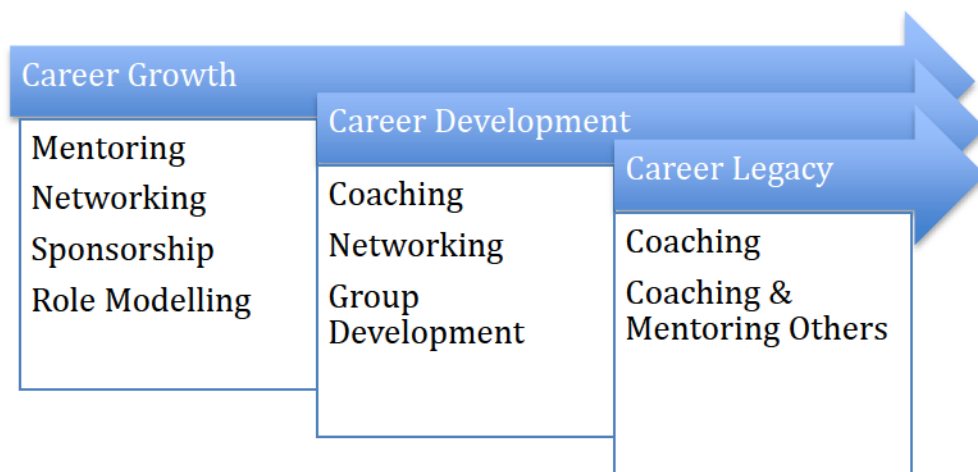 Career Growth
Mentoring
Networking
Sponsorship
Role Modelling
Career Development
Coaching
Networking
Group
Development
Career Legacy
Coaching
Coaching &
Mentoring Others